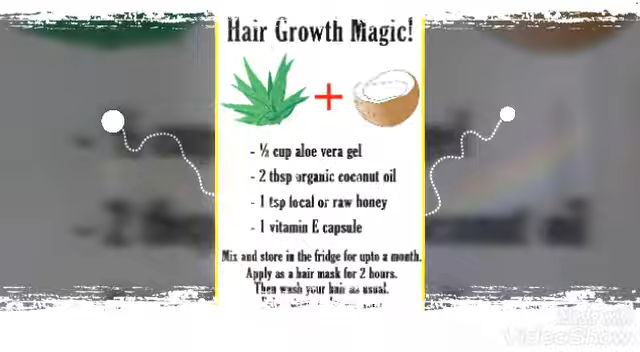 Hair Growth Magic!
- ½ cup aloe vera gel
- 2 tbsp organic coconut oil
- 1 tsp local or raw honey
- 1 vitamin E capsule
Mix and store in the fridge for upto a month.
Apply as a hair mask for 2 hours.
Then wash your hair as usual.
Made with
VideoShow